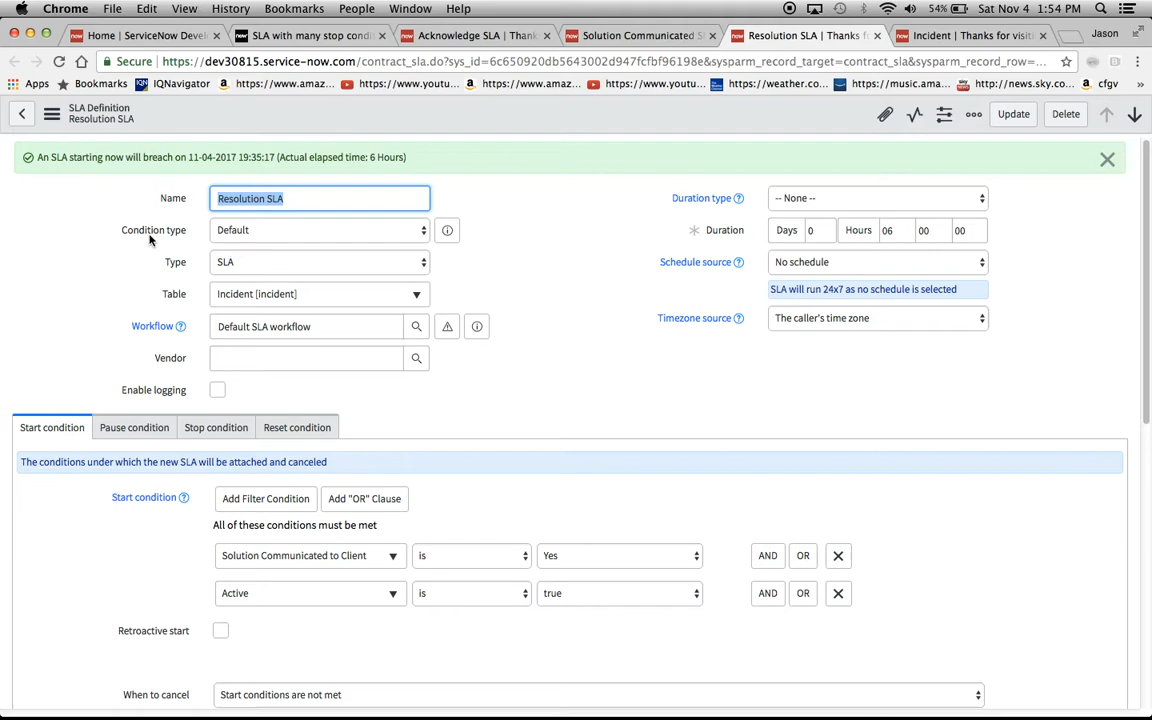 Chrome File Edit View History Bookmarks People Window Help 54% Sat Nov 4 1:54 PM
Home | ServiceNow Devel × SLA with many stop condit × Acknowledge SLA | Thank × Solution Communicated S × Resolution SLA | Thanks f × Incident | Thanks for visiti × Jason
Secure https://dev30815.service-now.com/contract_sla.do?sys_id=6c650920db5643002d947fcfbf96198e&sysparm_record_target=contract_sla&sysparm_record_row=...
Apps Bookmarks IQN IQNavigator https://www.amaz... https://www.youtu... https://www.amaz... https://www.youtu... https://weather.co... https://music.amaz... http://news.sky.co... cfgv »
SLA Definition
Resolution SLA
Update Delete
An SLA starting now will breach on 11-04-2017 19:35:17 (Actual elapsed time: 6 Hours)
Name Resolution SLA Duration type -- None --
Condition type Default Duration Days 0 Hours 06 00 00
Type SLA Schedule source No schedule
SLA will run 24x7 as no schedule is selected
Table Incident [incident]
Timezone source The caller's time zone
Workflow Default SLA workflow
Vendor
Enable logging
Start condition Pause condition Stop condition Reset condition
The conditions under which the new SLA will be attached and canceled
Start condition Add Filter Condition Add "OR" Clause
All of these conditions must be met
Solution Communicated to Client is Yes AND OR
Active is true AND OR
Retroactive start
When to cancel Start conditions are not met